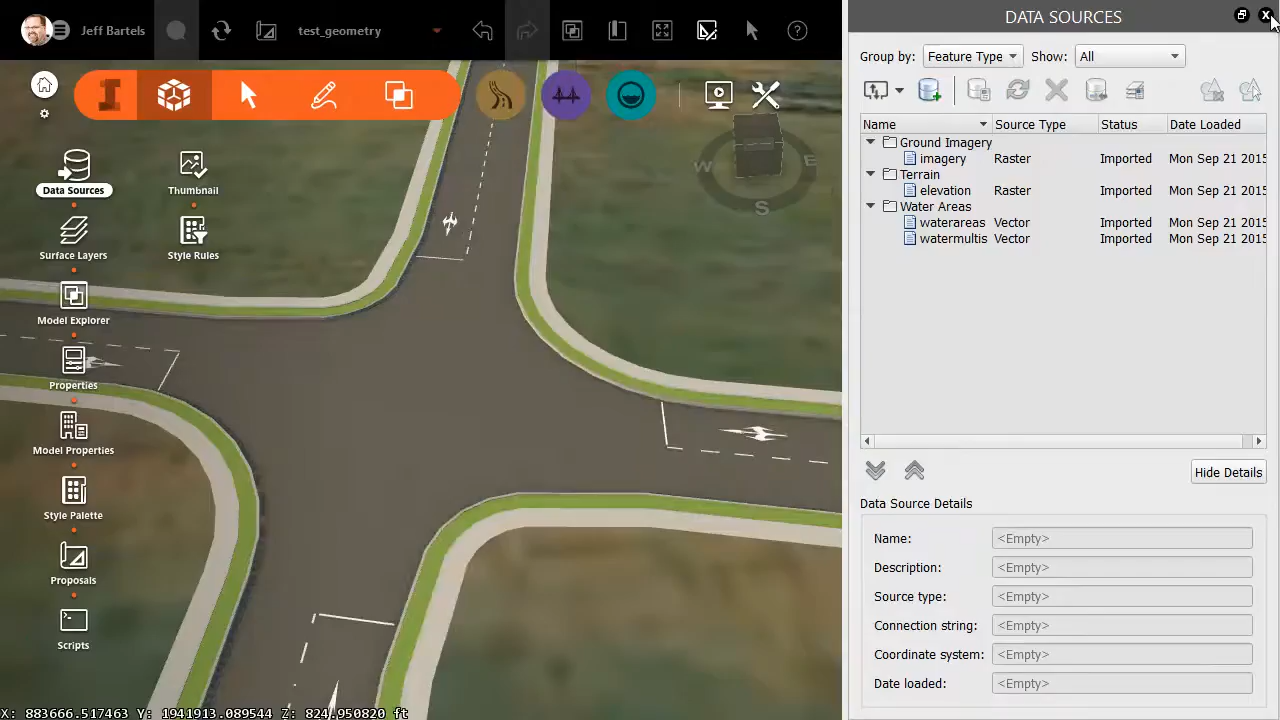 Jeff Bartels
test_geometry
DATA SOURCES
Group by: Feature Type Show: All
Name Source Type Status Date Loaded
Ground Imagery
imagery Raster Imported Mon Sep 21 2015
Terrain
elevation Raster Imported Mon Sep 21 2015
Water Areas
waterareas Vector Imported Mon Sep 21 2015
watermultis Vector Imported Mon Sep 21 2015
Hide Details
Data Source Details
Name: <Empty>
Description: <Empty>
Source type: <Empty>
Connection string: <Empty>
Coordinate system: <Empty>
Date loaded: <Empty>
Data Sources
Thumbnail
Surface Layers
Style Rules
Model Explorer
Properties
Model Properties
Style Palette
Proposals
Scripts
W E
S
X: 883666.517463 Y: 1941913.089544 Z: 824.950820 ft